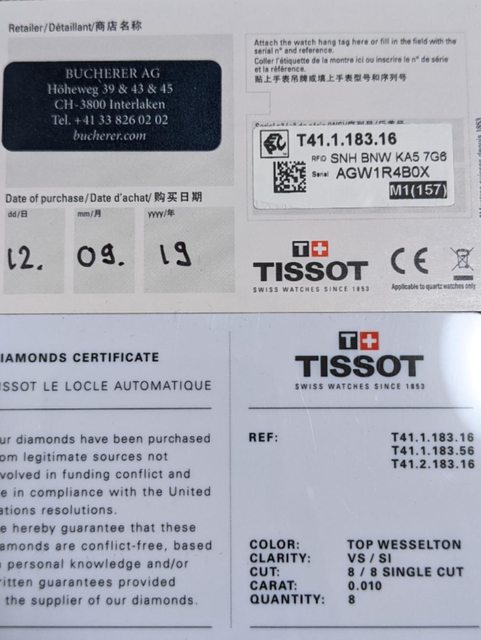 Retailer/Détaillant/商店名称
BUCHERER AG
Höheweg 39 & 43 & 45
CH-3800 Interlaken
Tel. +41 33 826 02 02
bucherer.com
Attach the watch hang tag here or fill in the field with the
serial n° and reference.
Coller l'étiquette de la montre ici ou inscrire le n° de série
et la référence.
貼上手表吊牌或填上手表型号和序列号
T41.1.183.16
RFID SNH BNW KA5 7G6
Serial AGW1R4B0X
M1(157)
Date of purchase/Date d'achat/购买日期
dd/日 mm/月 yyyy/年
12. 09. 19
T+
TISSOT
SWISS WATCHES SINCE 1853
CE
Applicable to quartz watches only
DIAMONDS CERTIFICATE
TISSOT LE LOCLE AUTOMATIQUE
ur diamonds have been purchased
om legitimate sources not
volved in funding conflict and
e in compliance with the United
ations resolutions.
e hereby guarantee that these
amonds are conflict-free, based
personal knowledge and/or
ritten guarantees provided
the supplier of our diamonds.
T+
TISSOT
SWISS WATCHES SINCE 1853
REF: T41.1.183.16
T41.1.183.56
T41.2.183.16
COLOR: TOP WESSELTON
CLARITY: VS / SI
CUT: 8 / 8 SINGLE CUT
CARAT: 0.010
QUANTITY: 8